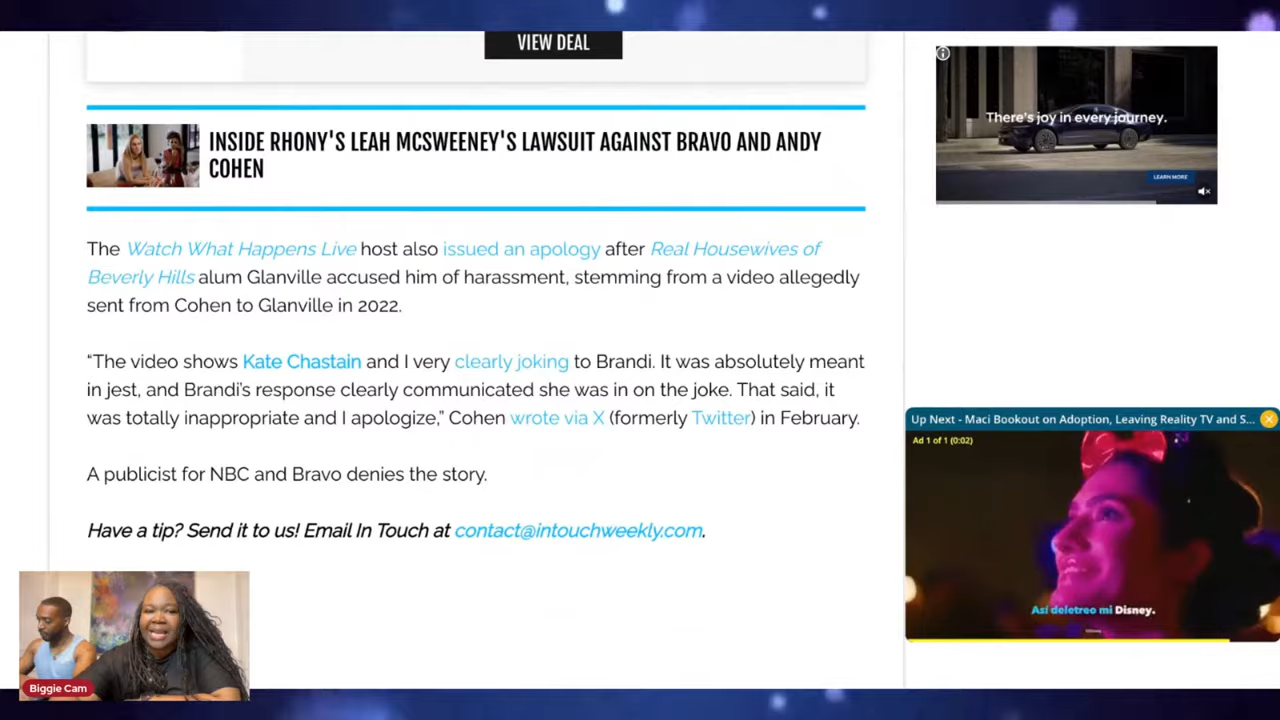 VIEW DEAL
INSIDE RHONY'S LEAH MCSWEENEY'S LAWSUIT AGAINST BRAVO AND ANDY
COHEN
The Watch What Happens Live host also issued an apology after Real Housewives of
Beverly Hills alum Glanville accused him of harassment, stemming from a video allegedly
sent from Cohen to Glanville in 2022.
“The video shows Kate Chastain and I very clearly joking to Brandi. It was absolutely meant
in jest, and Brandi’s response clearly communicated she was in on the joke. That said, it
was totally inappropriate and I apologize,” Cohen wrote via X (formerly Twitter) in February.
A publicist for NBC and Bravo denies the story.
Have a tip? Send it to us! Email In Touch at contact@intouchweekly.com.
There's joy in every journey.
LEARN MORE
Up Next - Maci Bookout on Adoption, Leaving Reality TV and S...
Ad 1 of 1 (0:02)
Así deletreo mi Disney.
Biggie Cam